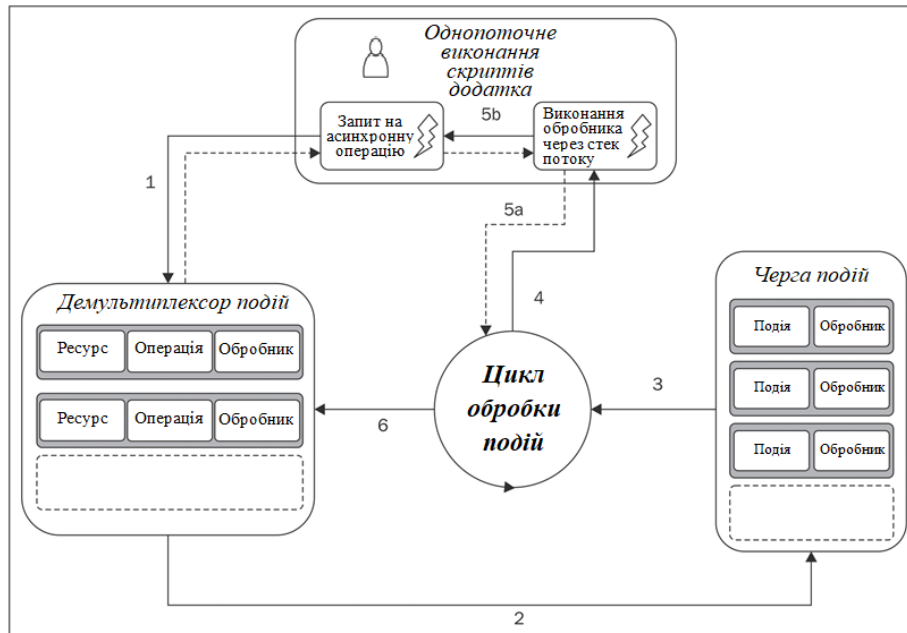 Однопоточне
виконання
скриптів
додатка
Запит на
асинхронну
операцію
5b
Виконання
обробника
через стек
потоку
1
5a
4
Демультиплексор подій
Ресурс
Операція
Обробник
Ресурс
Операція
Обробник
6
Цикл
обробки
подій
3
Черга подій
Подія
Обробник
Подія
Обробник
Подія
Обробник
2